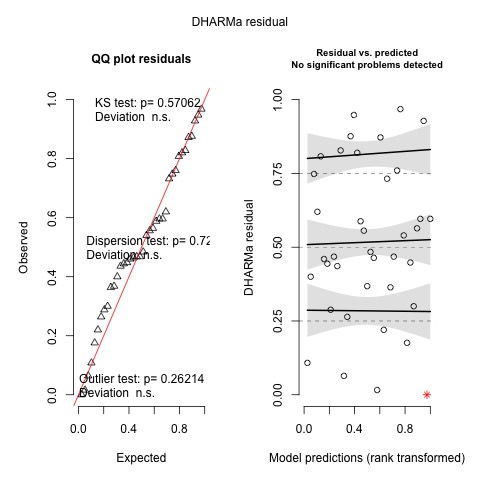 DHARMa residual
QQ plot residuals
KS test: p= 0.57062
Deviation n.s.
Dispersion test: p= 0.72
Deviation n.s.
Outlier test: p= 0.26214
Deviation n.s.
Observed
0.0 0.2 0.4 0.6 0.8 1.0
0.0 0.4 0.8
Expected
Residual vs. predicted
No significant problems detected
DHARMa residual
0.00 0.25 0.50 0.75 1.00
0.0 0.4 0.8
Model predictions (rank transformed)